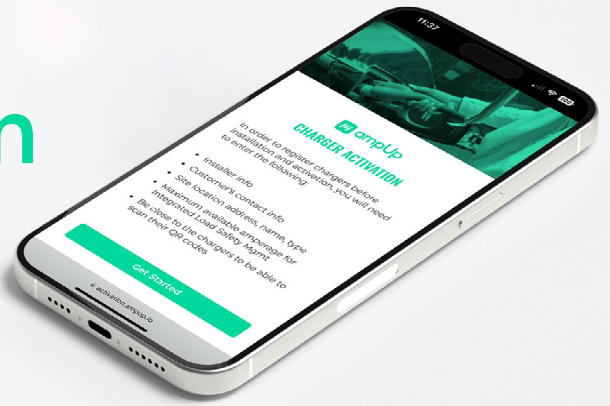 n
11:37
ampUp
CHARGER ACTIVATION
In order to register chargers before
installation and activation, you will need
to enter the following:
• Installer info
• Customer's contact info
• Site location address, name, type
• Maximum available amperage for
Integrated Load Safety Mgmt
• Be close to the chargers to be able to
scan their QR codes
Get Started
activation.ampup.io